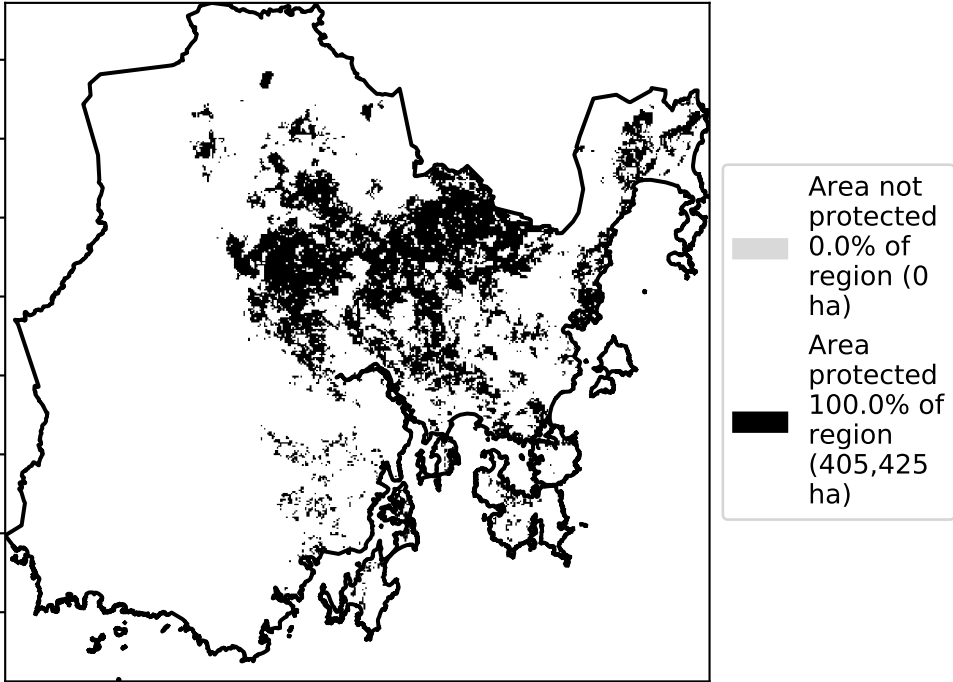 Area not
protected
0.0% of
region (0
ha)
Area
protected
100.0% of
region
(405,425
ha)